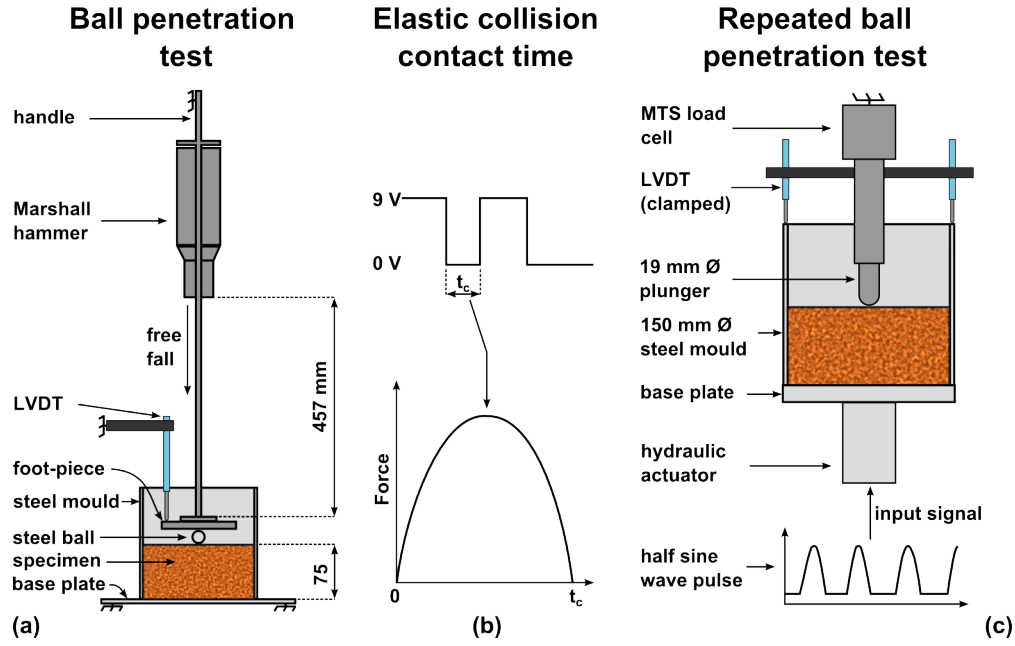 Ball penetration
test
handle
Marshall
hammer
free
fall
457 mm
LVDT
foot-piece
steel mould
steel ball
specimen
base plate
75
(a)
Elastic collision
contact time
9 V
0 V
tc
Force
0
tc
(b)
Repeated ball
penetration test
MTS load
cell
LVDT
(clamped)
19 mm Ø
plunger
150 mm Ø
steel mould
base plate
hydraulic
actuator
input signal
half sine
wave pulse
(c)